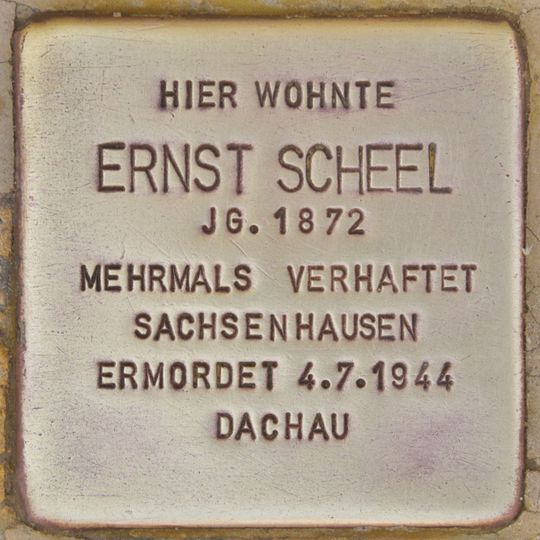 HIER WOHNTE
ERNST SCHEEL
JG. 1872
MEHRMALS VERHAFTET
SACHSENHAUSEN
ERMORDET 4.7.1944
DACHAU